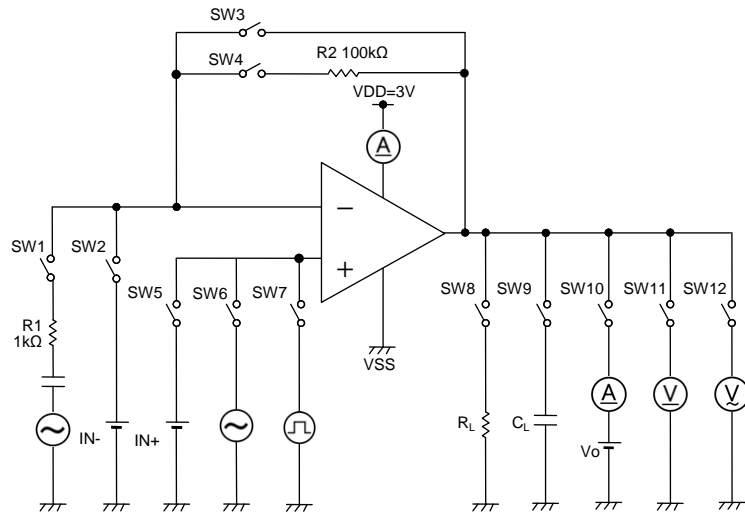 SW3
SW4
R2 100kΩ
VDD=3V
A
−
+
SW1
SW2
SW5
SW6
SW7
SW8
SW9
SW10
SW11
SW12
R1
1kΩ
VSS
A
V
V
IN-
IN+
RL
CL
Vo